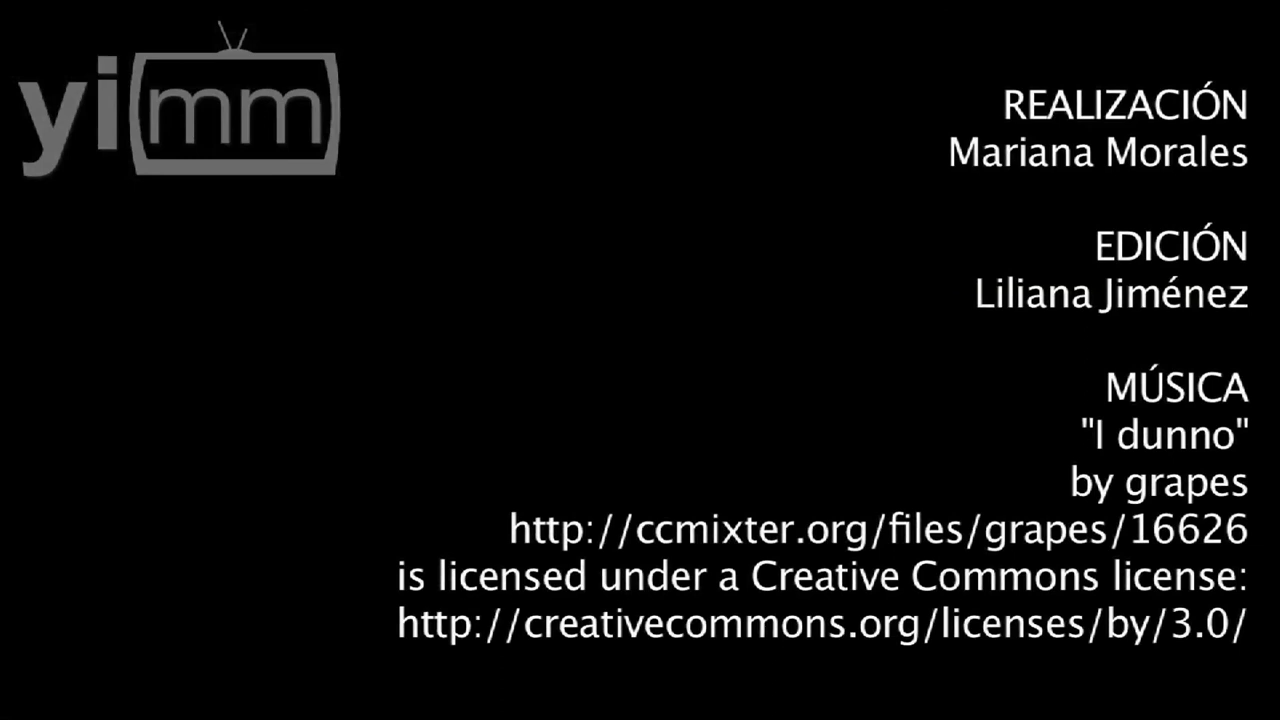 yimm
REALIZACIÓN
Mariana Morales
EDICIÓN
Liliana Jiménez
MÚSICA
"I dunno"
by grapes
http://ccmixter.org/files/grapes/16626
is licensed under a Creative Commons license:
http://creativecommons.org/licenses/by/3.0/